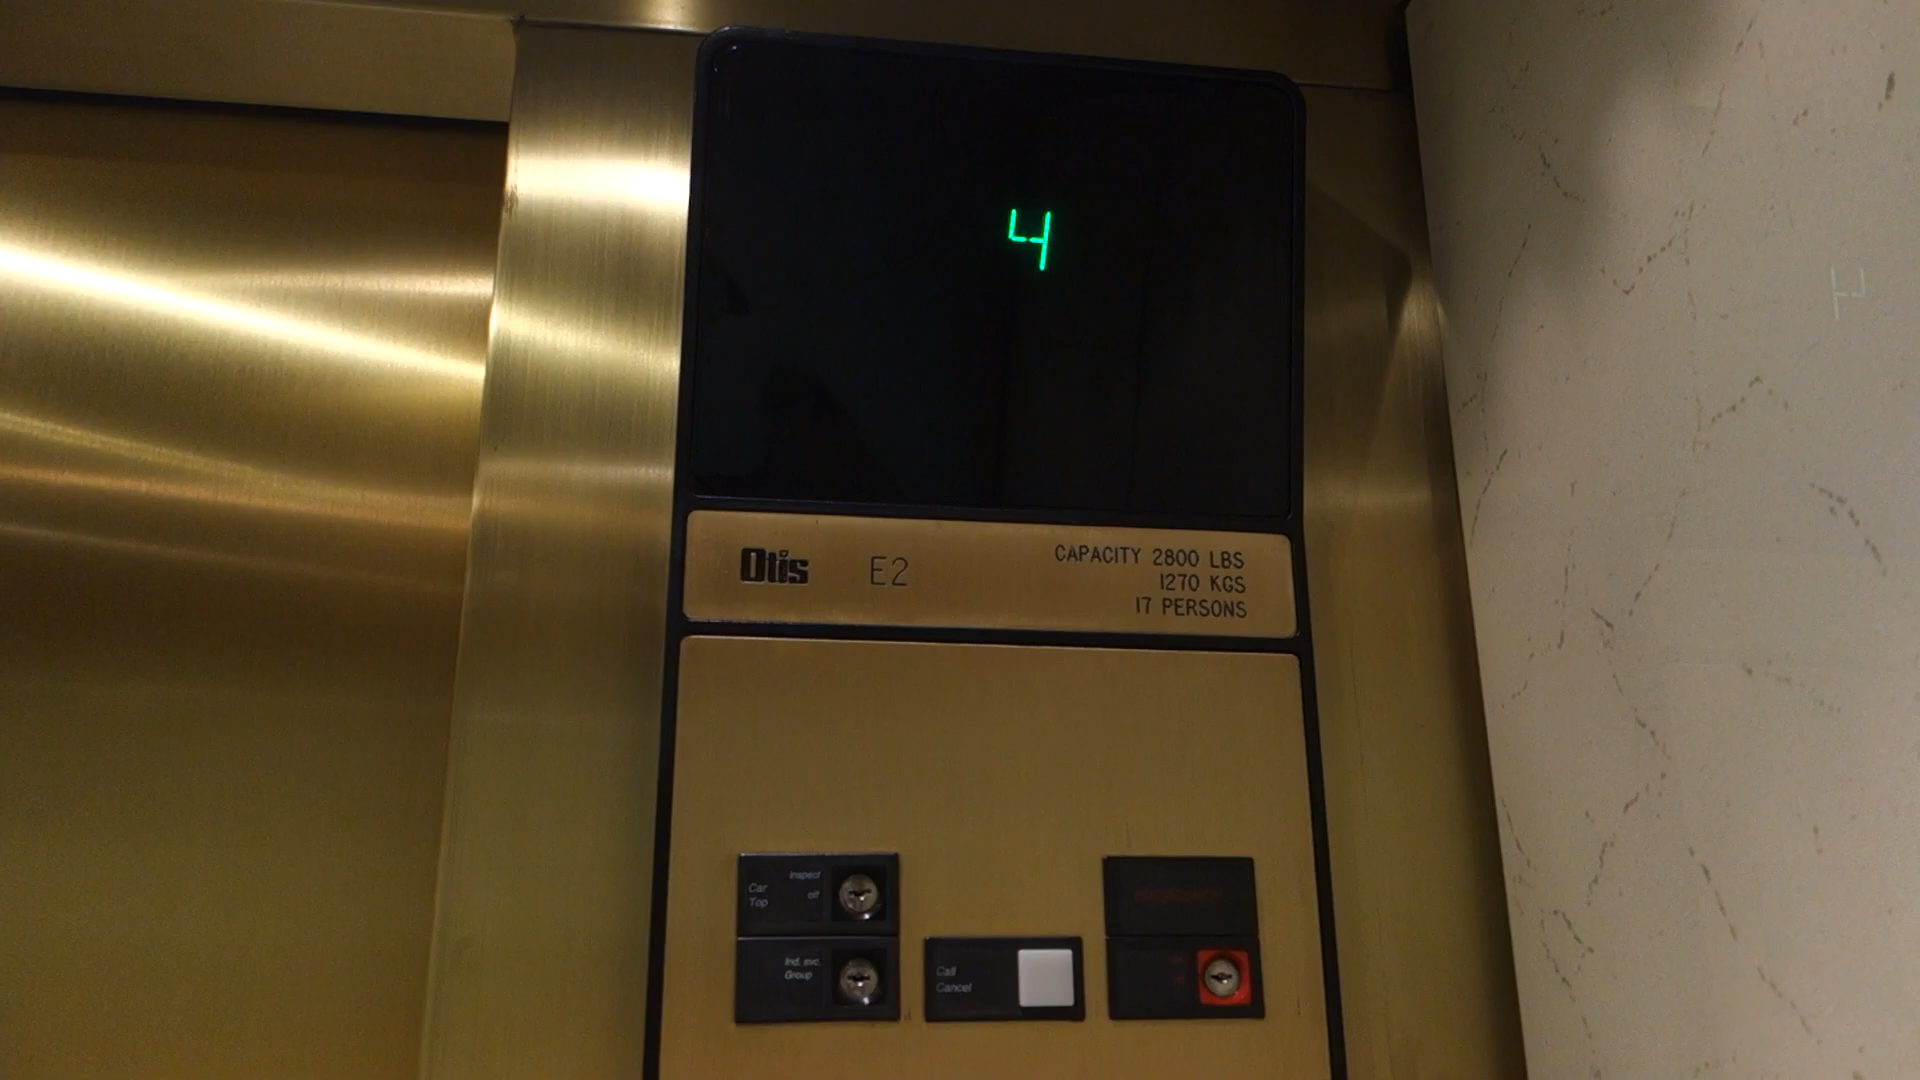 4
Otis
E2
CAPACITY 2800 LBS
1270 KGS
17 PERSONS
Car
Top
Inspect
off
Ind. svc.
Group
Call
Cancel